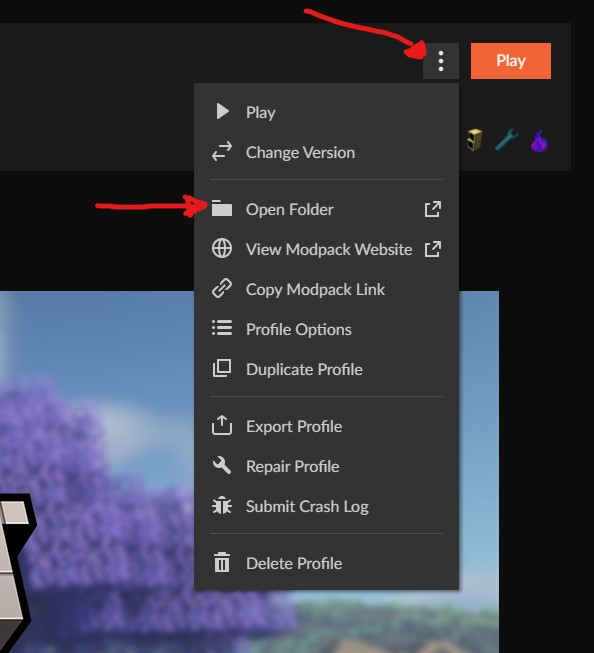 Play
Play
Change Version
Open Folder
View Modpack Website
Copy Modpack Link
Profile Options
Duplicate Profile
Export Profile
Repair Profile
Submit Crash Log
Delete Profile